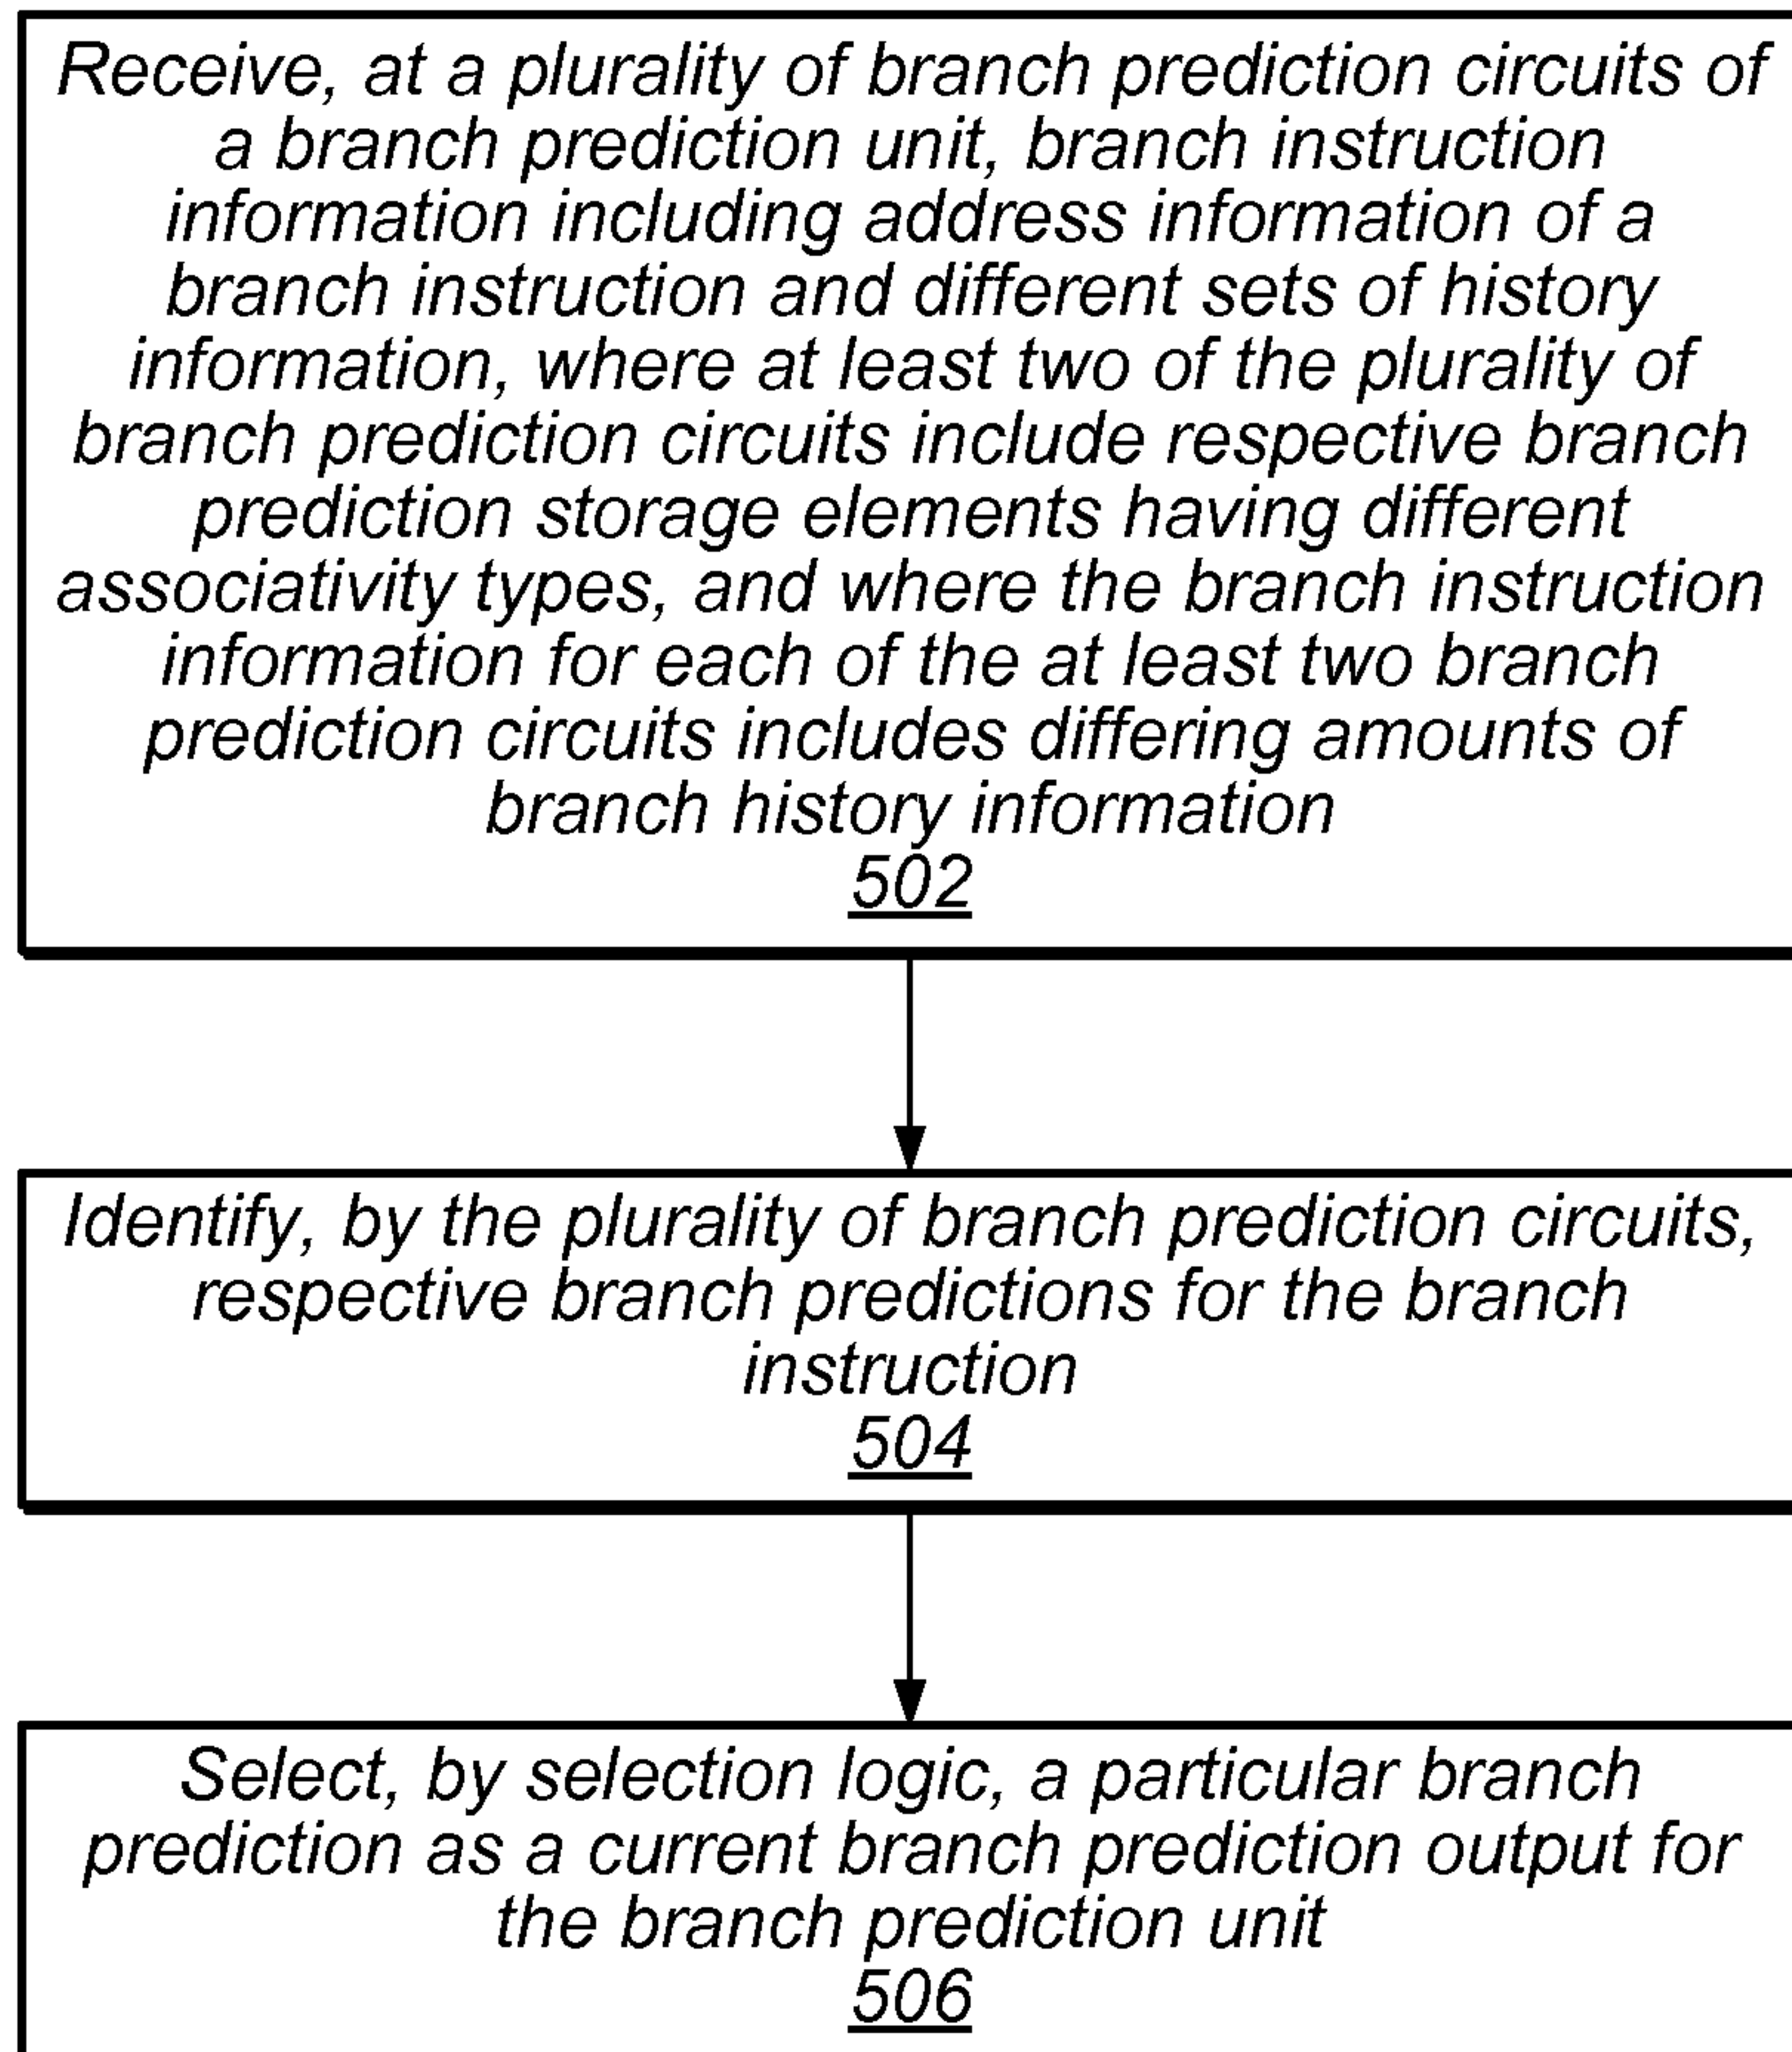 Receive, at a plurality of branch prediction circuits of
a branch prediction unit, branch instruction
information including address information of a
branch instruction and different sets of history
information, where at least two of the plurality of
branch prediction circuits include respective branch
prediction storage elements having different
associativity types, and where the branch instruction
information for each of the at least two branch
prediction circuits includes differing amounts of
branch history information
502
Identify, by the plurality of branch prediction circuits,
respective branch predictions for the branch
instruction
504
Select, by selection logic, a particular branch
prediction as a current branch prediction output for
the branch prediction unit
506